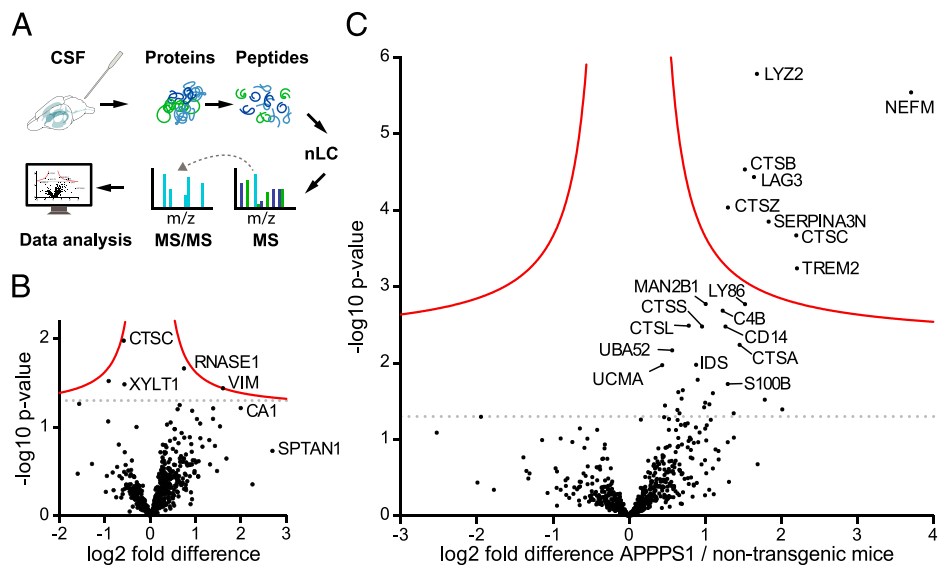 A
CSF
Proteins
Peptides
nLC
m/z
m/z
Data analysis
MS/MS
MS
B
-log10 p-value
2
1
0
-2
-1
0
1
2
3
log2 fold difference
CTSC
RNASE1
XYLT1
VIM
CA1
SPTAN1
C
-log10 p-value
6
5
4
3
2
1
0
-3
-2
-1
0
1
2
3
4
log2 fold difference APPPS1 / non-transgenic mice
LYZ2
NEFM
CTSB
LAG3
CTSZ
SERPINA3N
CTSC
TREM2
MAN2B1
LY86
CTSS
C4B
CTSL
CD14
UBA52
CTSA
UCMA
IDS
S100B